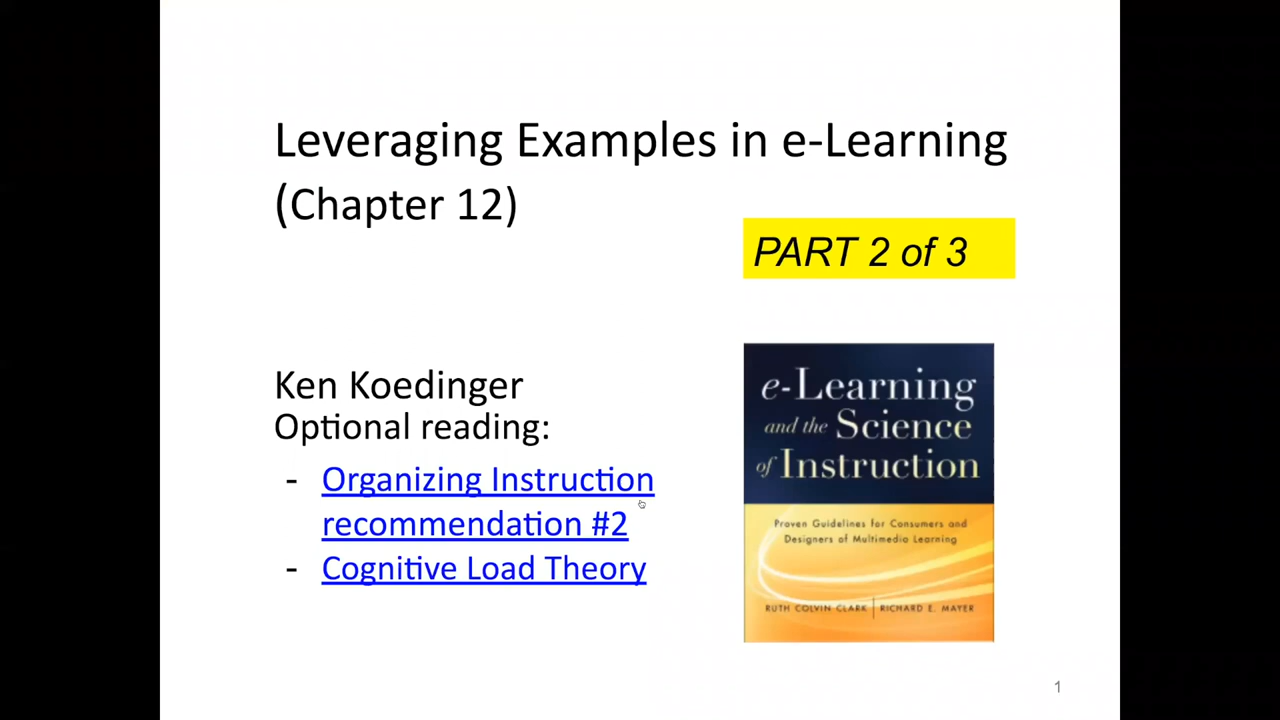 Leveraging Examples in e-Learning
(Chapter 12)
PART 2 of 3
Ken Koedinger
Optional reading:
- Organizing Instruction
recommendation #2
- Cognitive Load Theory
e-Learning
and the Science
of Instruction
Proven Guidelines for Consumers and
Designers of Multimedia Learning
RUTH COLVIN CLARK | RICHARD E. MAYER
1